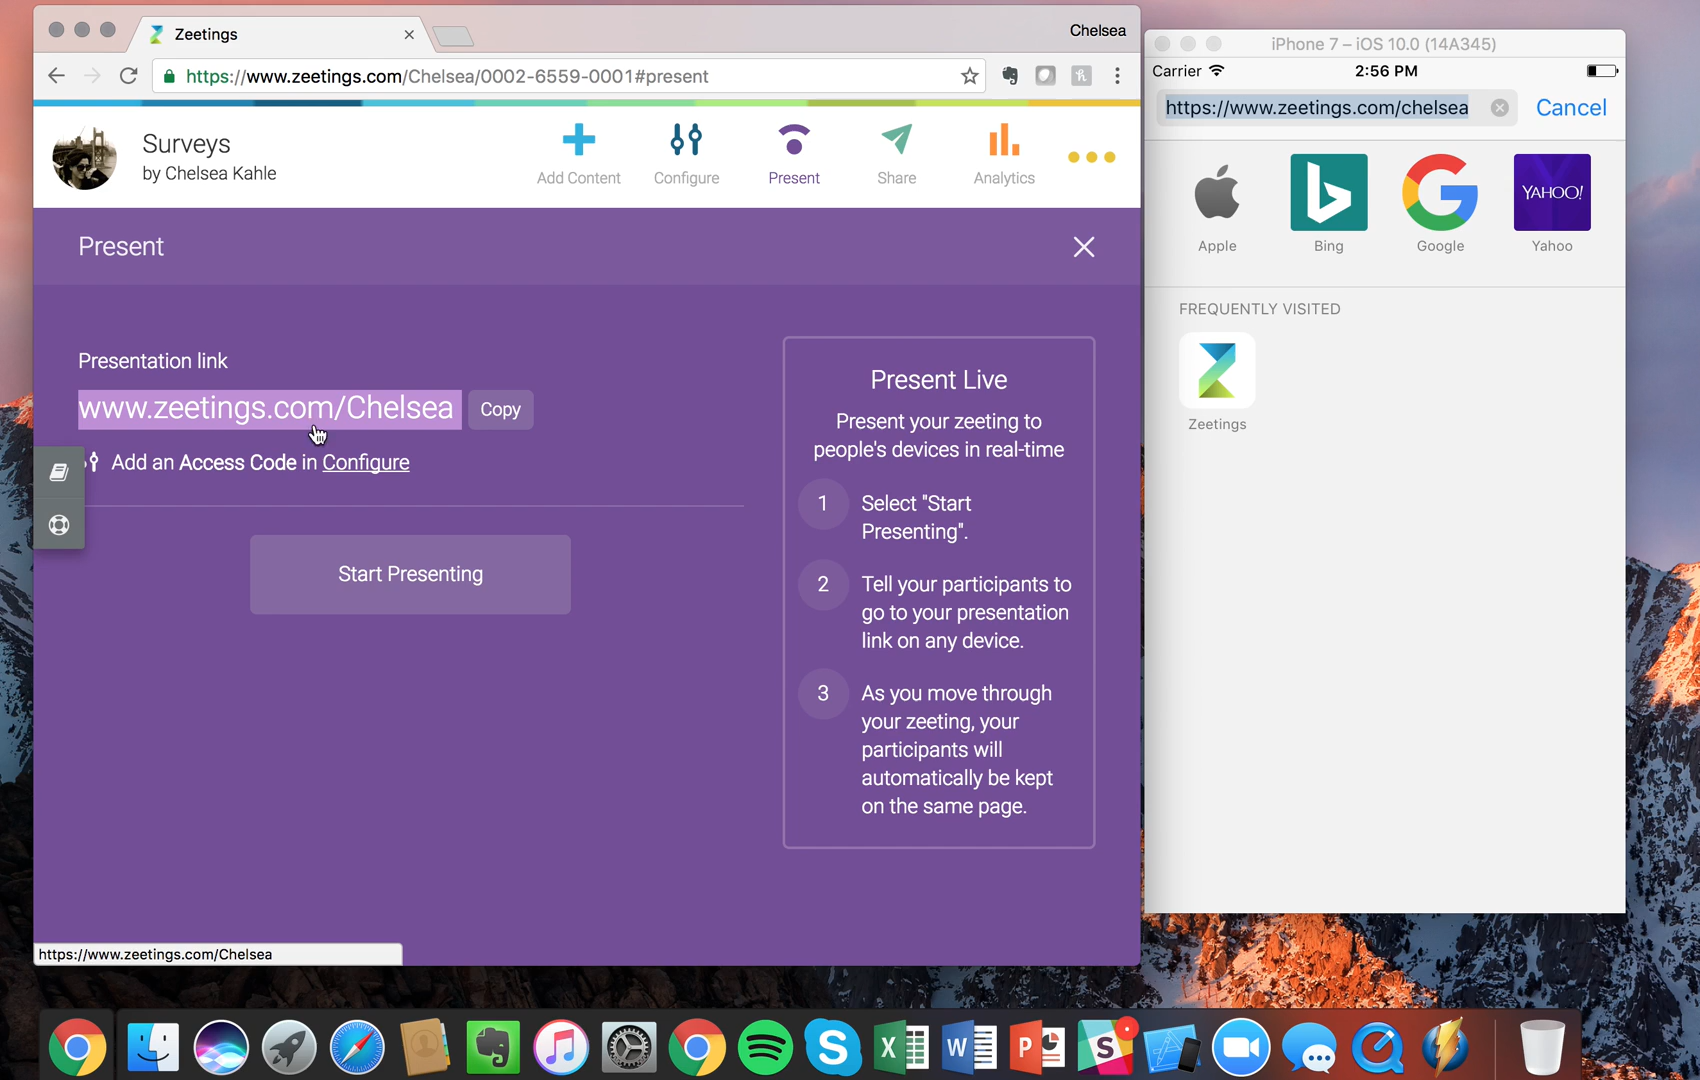 Zeetings
Chelsea
https://www.zeetings.com/Chelsea/0002-6559-0001#present
Surveys
by Chelsea Kahle
Add Content
Configure
Present
Share
Analytics
Present
Presentation link
www.zeetings.com/Chelsea
Copy
Add an Access Code in Configure
Start Presenting
Present Live
Present your zeeting to
people's devices in real-time
1
Select "Start
Presenting".
2
Tell your participants to
go to your presentation
link on any device.
3
As you move through
your zeeting, your
participants will
automatically be kept
on the same page.
https://www.zeetings.com/Chelsea
iPhone 7 – iOS 10.0 (14A345)
Carrier
2:56 PM
https://www.zeetings.com/chelsea
Cancel
YAHOO!
Apple
Bing
Google
Yahoo
FREQUENTLY VISITED
Zeetings